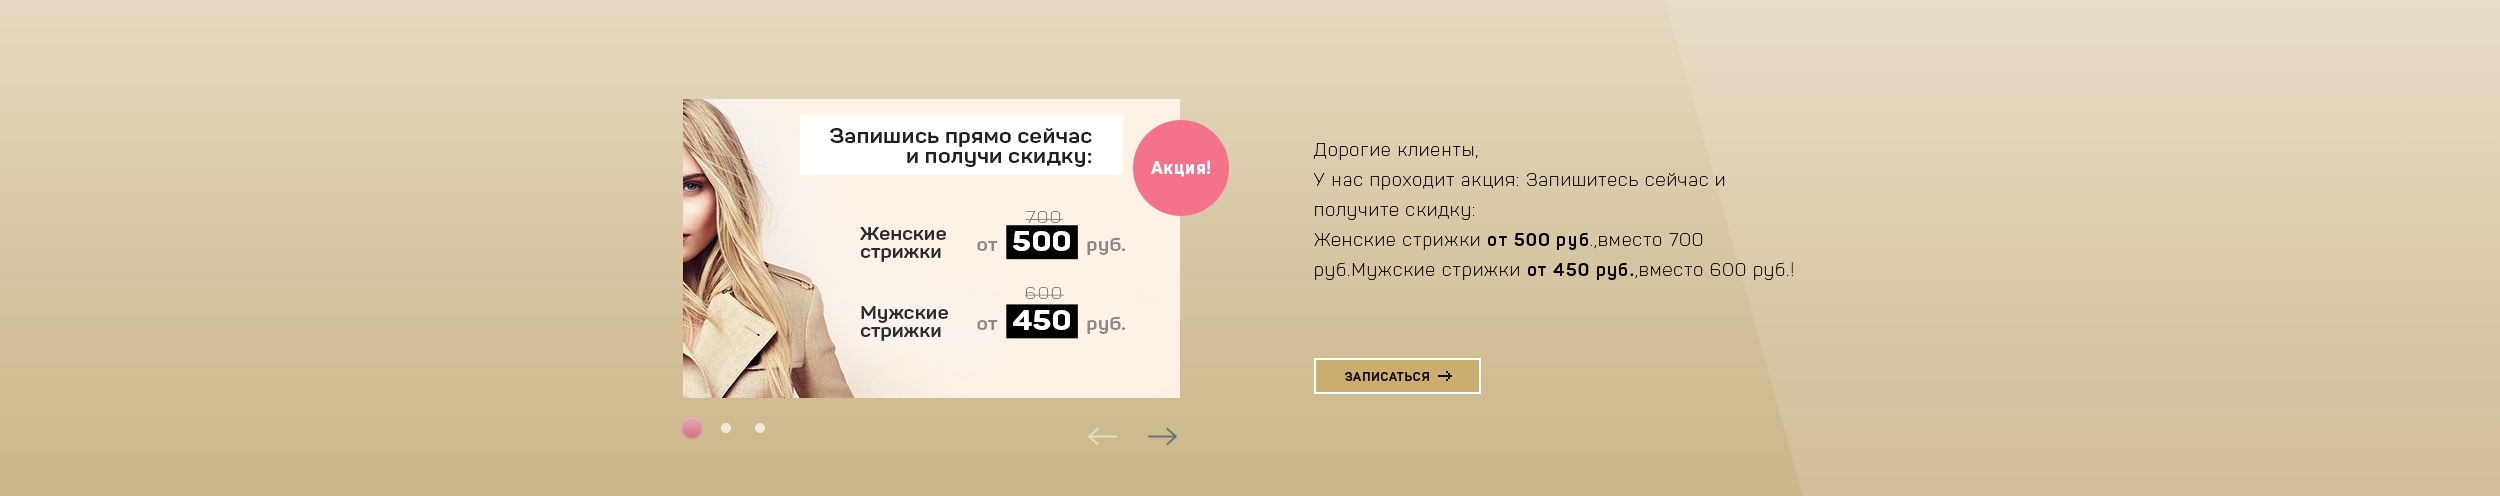 Запишись прямо сейчас
и получи скидку:
Акция!
700
Женские
стрижки
от 500 руб.
600
Мужские
стрижки
от 450 руб.
Дорогие клиенты,
У нас проходит акция: Запишитесь сейчас и
получите скидку:
Женские стрижки от 500 руб.,вместо 700
руб.Мужские стрижки от 450 руб.,вместо 600 руб.!
ЗАПИСАТЬСЯ